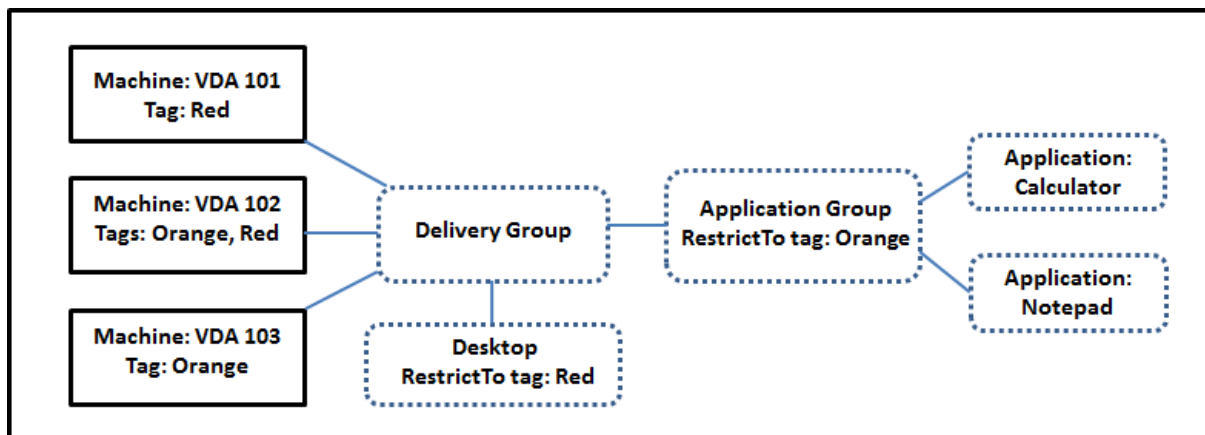 Machine: VDA 101
Tag: Red
Machine: VDA 102
Tags: Orange, Red
Machine: VDA 103
Tag: Orange
Delivery Group
Desktop
RestrictTo tag: Red
Application Group
RestrictTo tag: Orange
Application:
Calculator
Application:
Notepad